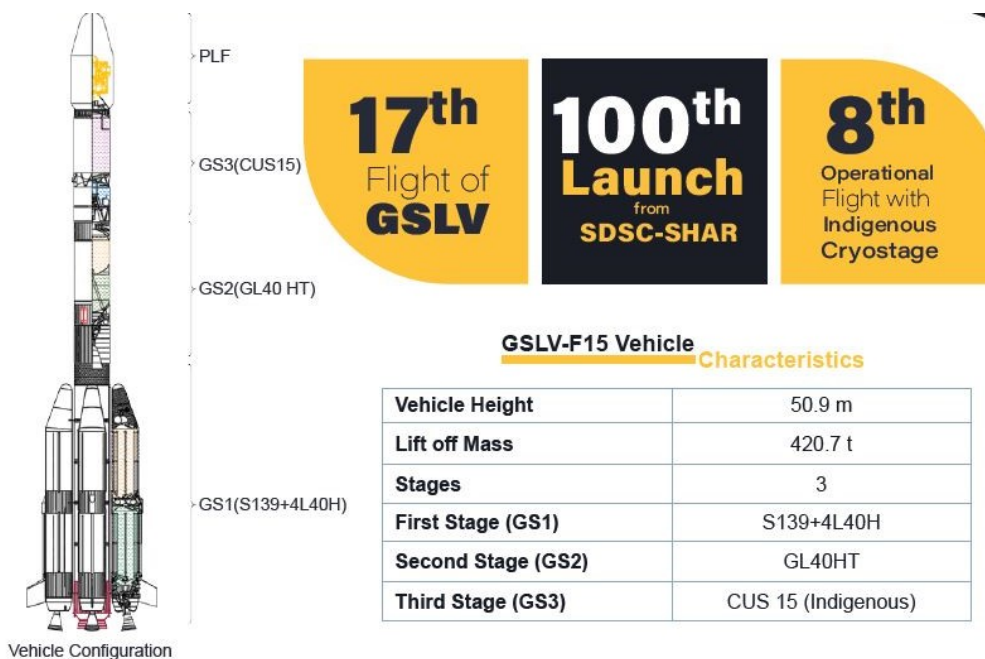 PLF
GS3(CUS15)
GS2(GL40 HT)
GS1(S139+4L40H)
Vehicle Configuration
17th
Flight of
GSLV
100th
Launch
from
SDSC-SHAR
8th
Operational
Flight with
Indigenous
Cryostage
GSLV-F15 Vehicle
Characteristics
Vehicle Height 50.9 m
Lift off Mass 420.7 t
Stages 3
First Stage (GS1) S139+4L40H
Second Stage (GS2) GL40HT
Third Stage (GS3) CUS 15 (Indigenous)